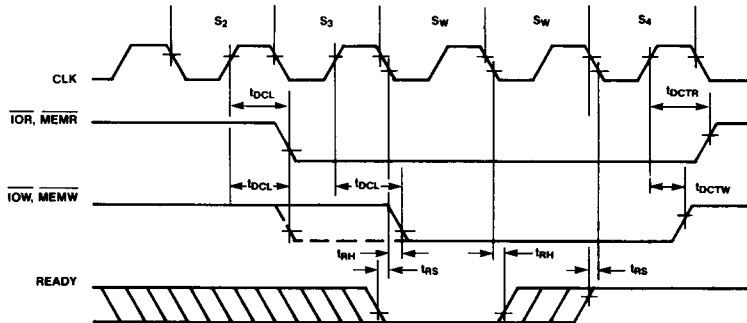 S2 S3 SW SW S4
CLK
tDCL tDCTR
IOR, MEMR
tDCL tDCL
IOW, MEMW
tDCTW
tRH tRH
tRS tRS
READY